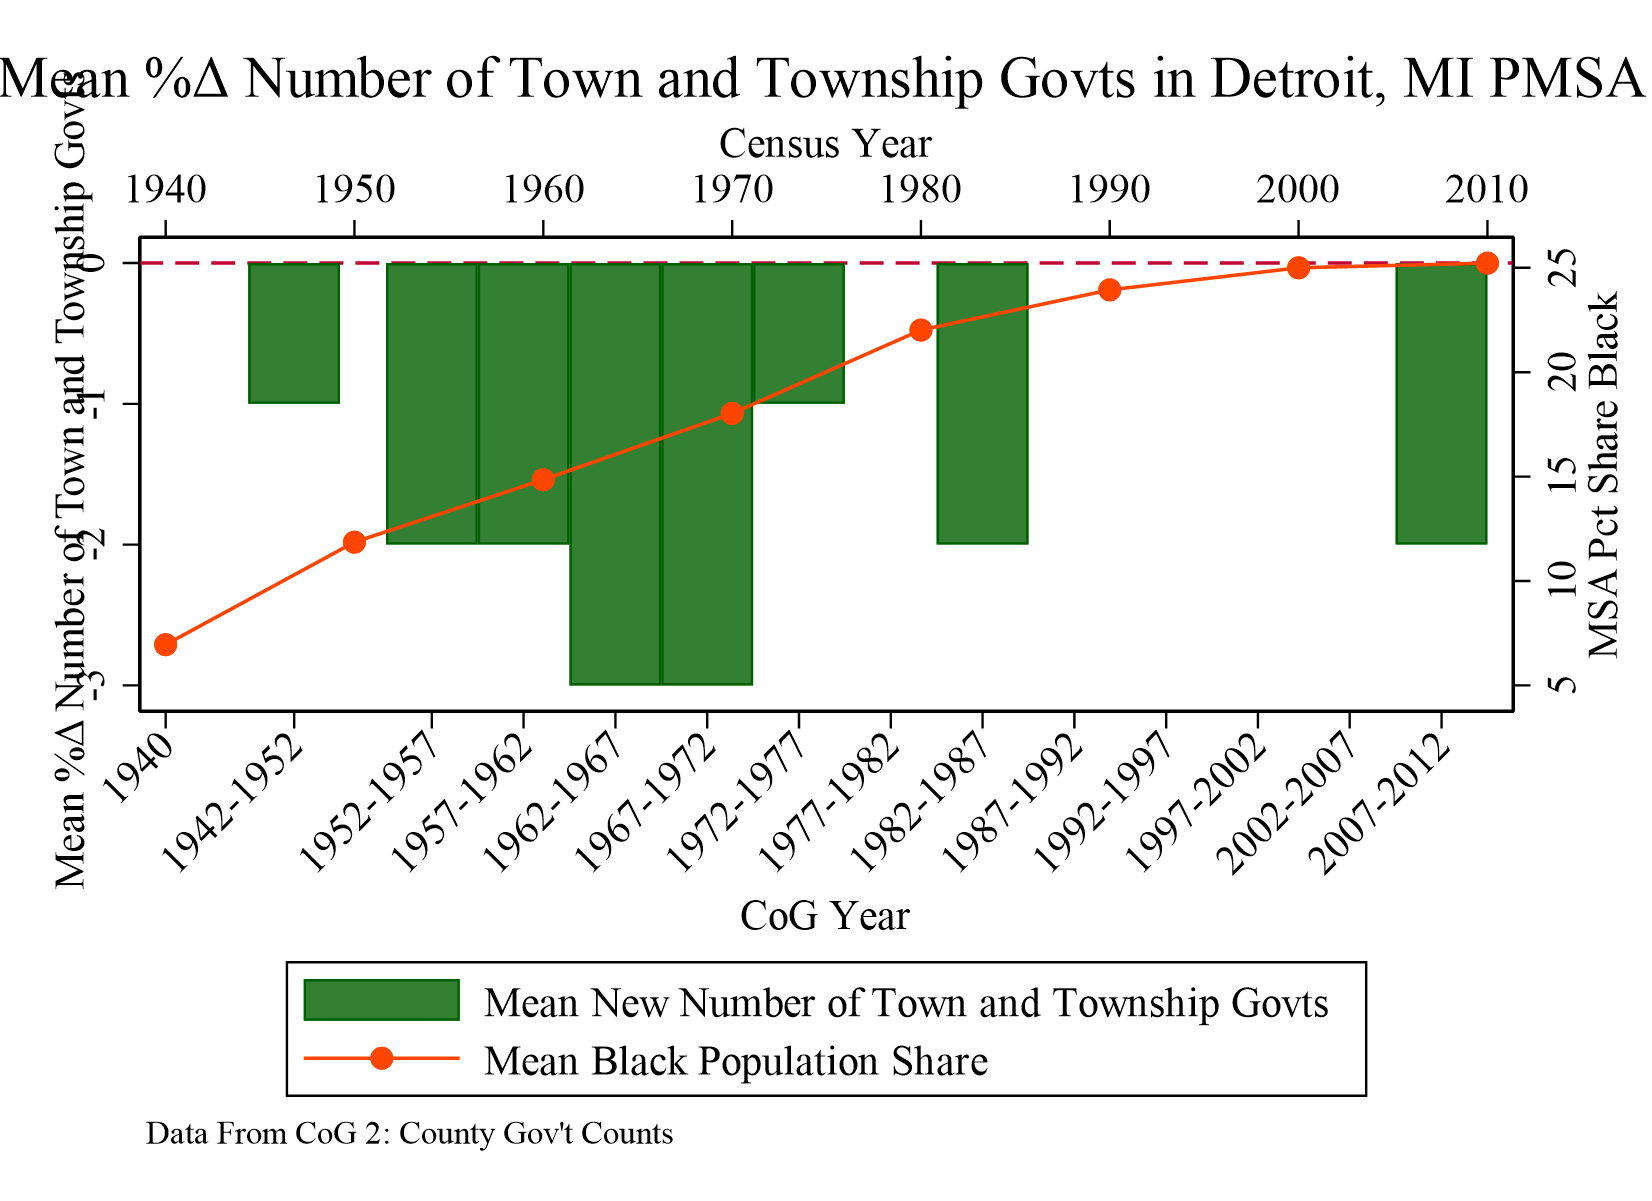 Mean %Δ Number of Town and Township Govts in Detroit, MI PMSA
Census Year
1940 1950 1960 1970 1980 1990 2000 2010
Mean %Δ Number of Town and Township Govts
0
-1
-2
-3
25
20
15
10
5
MSA Pct Share Black
1940 1942-1952 1952-1957 1957-1962 1962-1967 1967-1972 1972-1977 1977-1982 1982-1987 1987-1992 1992-1997 1997-2002 2002-2007 2007-2012
CoG Year
Mean New Number of Town and Township Govts
Mean Black Population Share
Data From CoG 2: County Gov't Counts